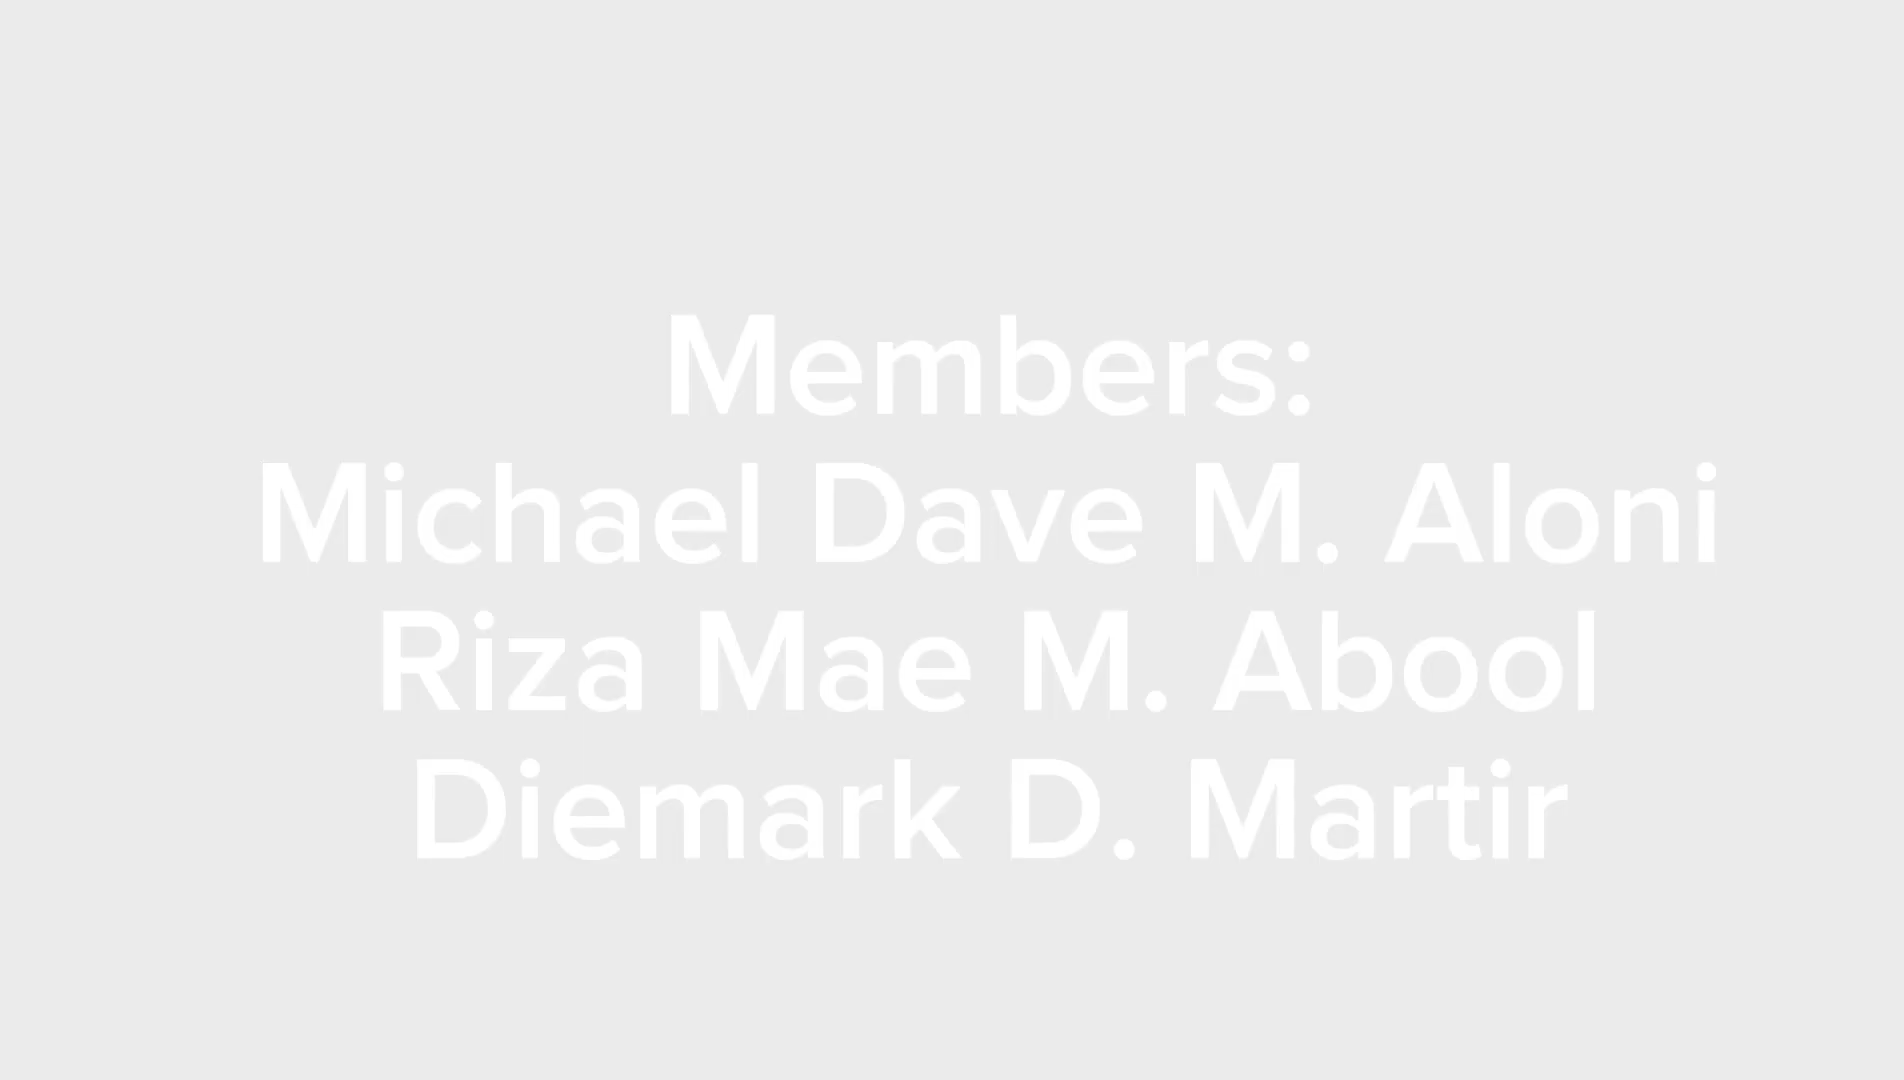 Members:
Michael Dave M. Aloni
Riza Mae M. Abool
Diemark D. Martir